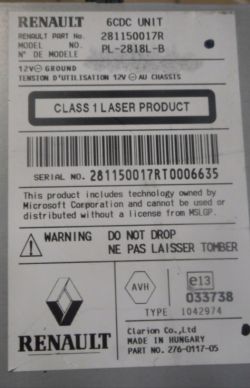 RENAULT 6CDC UNIT
RENAULT PART No. 281150017R
MODEL NO. PL-2818L-B
N° DE MODELE
12V⎓⊖ GROUND
TENSION D'UTILISATION 12V⎓⊖ AU CHASSIS
CLASS 1 LASER PRODUCT
SERIAL NO. 281150017RT0006635
This product includes technology owned by
Microsoft Corporation and cannot be used or
distributed without a license from MSLGP.
WARNING DO NOT DROP
NE PAS LAISSER TOMBER
AVH
e13
033738
TYPE 1042974
RENAULT
Clarion Co.,Ltd
MADE IN HUNGARY
PART NO. 276-0117-05